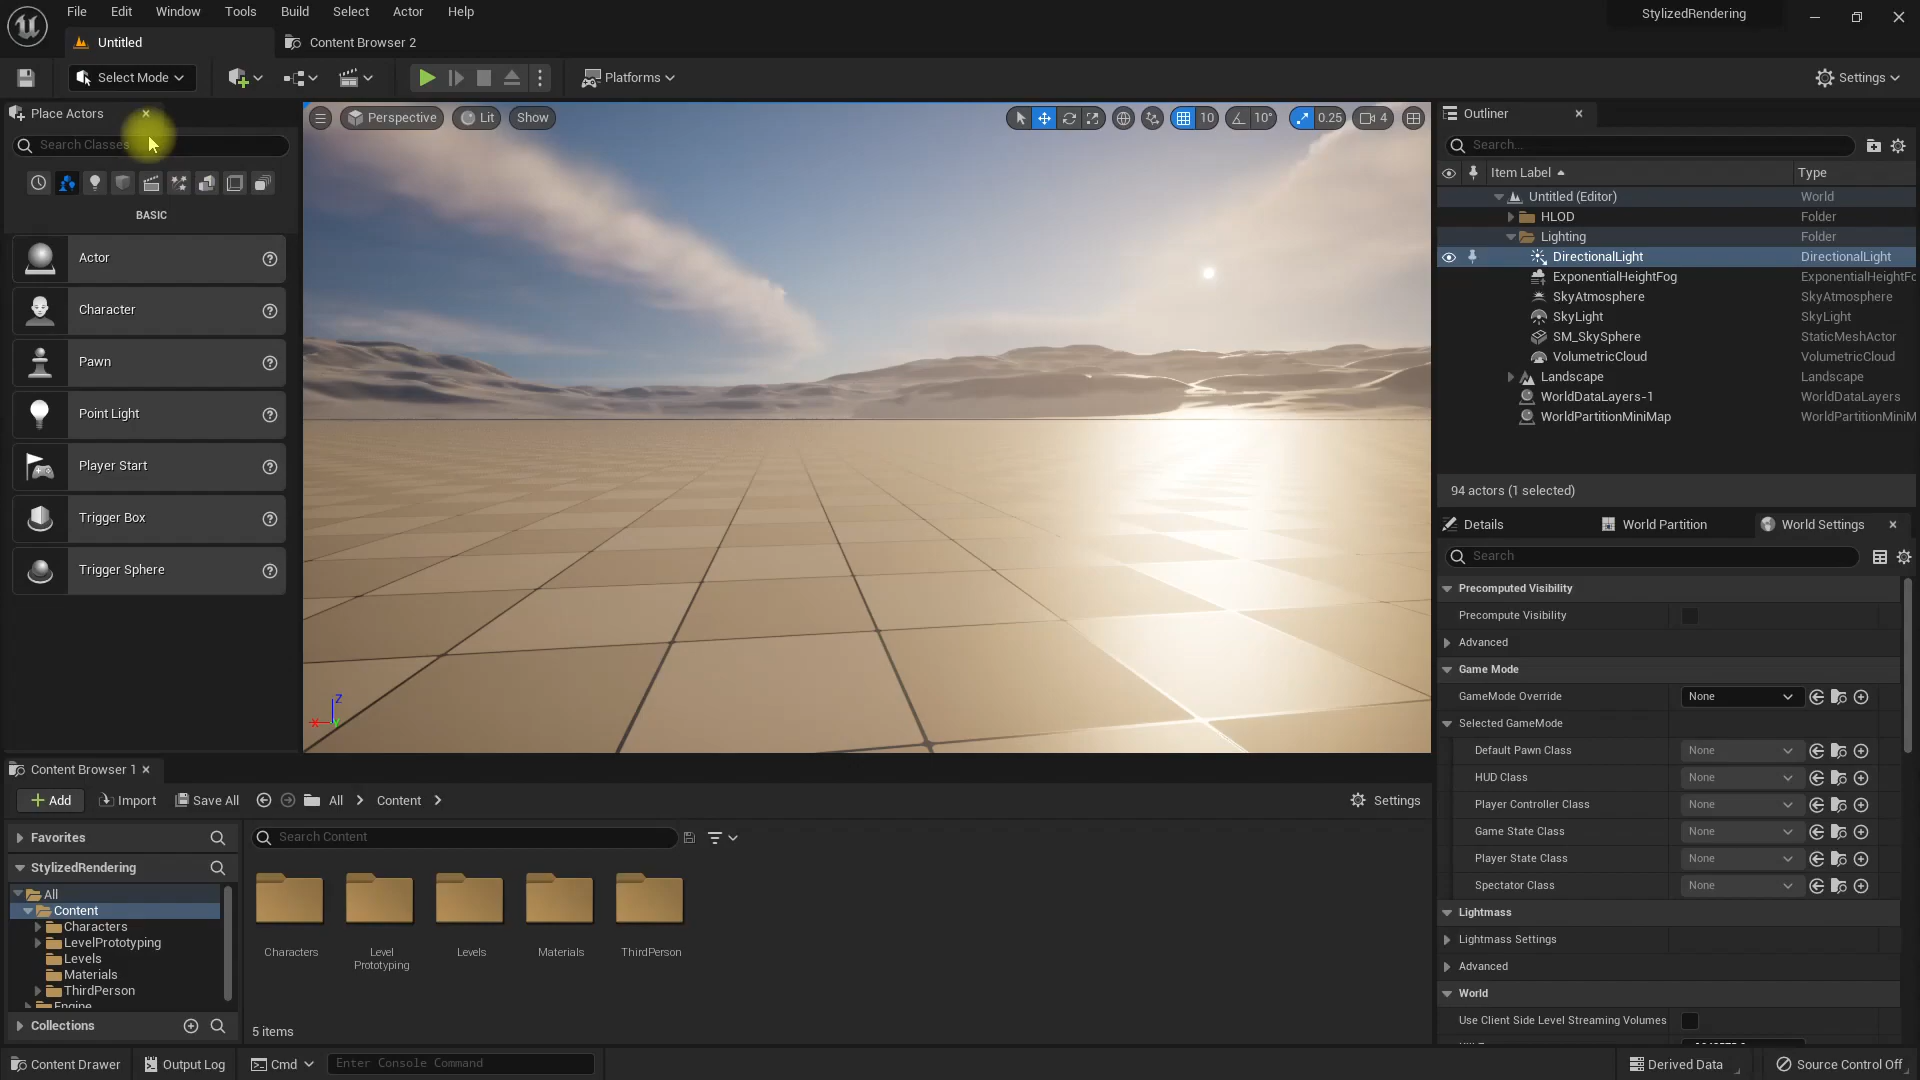 File Edit Window Tools Build Select Actor Help
StylizedRendering
Untitled
Content Browser 2
Select Mode
Platforms
Settings
Place Actors
Search Classes
BASIC
Actor
Character
Pawn
Point Light
Player Start
Trigger Box
Trigger Sphere
Perspective
Lit
Show
10
10°
0.25
4
Z
X
Outliner
Search...
Item Label
Type
Untitled (Editor) World
HLOD Folder
Lighting Folder
DirectionalLight DirectionalLight
ExponentialHeightFog ExponentialHeightFo
SkyAtmosphere SkyAtmosphere
SkyLight SkyLight
SM_SkySphere StaticMeshActor
VolumetricCloud VolumetricCloud
Landscape Landscape
WorldDataLayers-1 WorldDataLayers
WorldPartitionMiniMap WorldPartitionMiniM
94 actors (1 selected)
Details
World Partition
World Settings
Search
Precomputed Visibility
Precompute Visibility
Advanced
Game Mode
GameMode Override None
Selected GameMode
Default Pawn Class None
HUD Class None
Player Controller Class None
Game State Class None
Player State Class None
Spectator Class None
Lightmass
Lightmass Settings
Advanced
World
Use Client Side Level Streaming Volumes
Content Browser 1
Add
Import
Save All
All
Content
Settings
Favorites
StylizedRendering
All
Content
Characters
LevelPrototyping
Levels
Materials
ThirdPerson
Engine
Collections
Search Content
Characters
Level
Prototyping
Levels
Materials
ThirdPerson
5 items
Content Drawer
Output Log
Cmd
Enter Console Command
Derived Data
Source Control Off